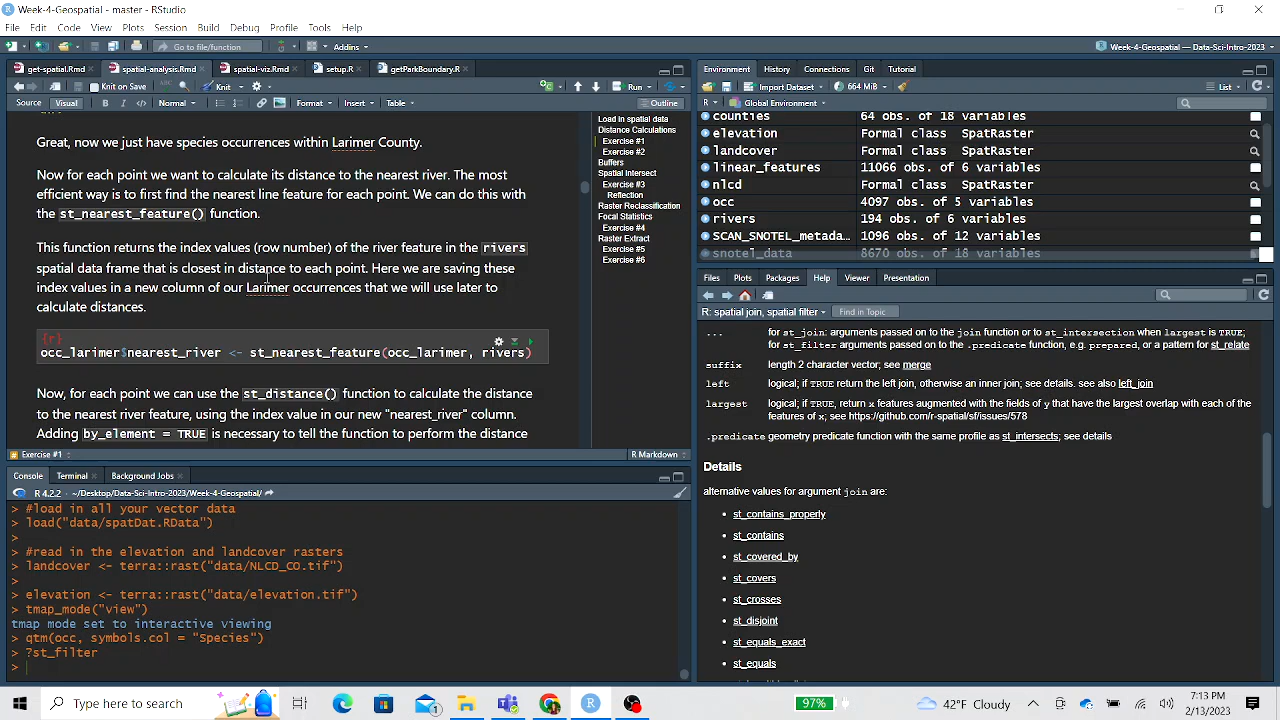 Week-4-Geospatial - master - RStudio
File Edit Code View Plots Session Build Debug Profile Tools Help
Go to file/function Addins Week-4-Geospatial — Data-Sci-Intro-2023
get-spatial.Rmd spatial-analysis.Rmd spatial-viz.Rmd setup.R getParkBoundary.R
Knit on Save Knit Run
Source Visual B I Normal Format Insert Table Outline
Great, now we just have species occurrences within Larimer County.
Now for each point we want to calculate its distance to the nearest river. The most
efficient way is to first find the nearest line feature for each point. We can do this with
the st_nearest_feature() function.
This function returns the index values (row number) of the river feature in the rivers
spatial data frame that is closest in distance to each point. Here we are saving these
index values in a new column of our Larimer occurrences that we will use later to
calculate distances.
{r}
occ_larimer$nearest_river <- st_nearest_feature(occ_larimer, rivers)
Now, for each point we can use the st_distance() function to calculate the distance
to the nearest river feature, using the index value in our new "nearest_river" column.
Adding by_element = TRUE is necessary to tell the function to perform the distance
Load in spatial data
Distance Calculations
Exercise #1
Exercise #2
Buffers
Spatial Intersect
Exercise #3
Reflection
Raster Reclassification
Focal Statistics
Exercise #4
Raster Extract
Exercise #5
Exercise #6
Exercise #1 R Markdown
Console Terminal Background Jobs
R 4.2.2 · ~/Desktop/Data-Sci-Intro-2023/Week-4-Geospatial/
> #load in all your vector data
> load("data/spatDat.RData")
>
> #read in the elevation and landcover rasters
> landcover <- terra::rast("data/NLCD_CO.tif")
>
> elevation <- terra::rast("data/elevation.tif")
> tmap_mode("view")
tmap mode set to interactive viewing
> qtm(occ, symbols.col = "Species")
> ?st_filter
>
Environment History Connections Git Tutorial
Import Dataset 664 MiB List
R Global Environment
counties 64 obs. of 18 variables
elevation Formal class SpatRaster
landcover Formal class SpatRaster
linear_features 11066 obs. of 6 variables
nlcd Formal class SpatRaster
occ 4097 obs. of 5 variables
rivers 194 obs. of 6 variables
SCAN_SNOTEL_metada… 1096 obs. of 12 variables
snotel_data 8670 obs. of 18 variables
Files Plots Packages Help Viewer Presentation
R: spatial join, spatial filter Find in Topic
... for st_join: arguments passed on to the join function or to st_intersection when largest is TRUE;
for st_filter arguments passed on to the .predicate function, e.g. prepared, or a pattern for st_relate
suffix length 2 character vector; see merge
left logical; if TRUE return the left join, otherwise an inner join; see details. see also left_join
largest logical; if TRUE, return x features augmented with the fields of y that have the largest overlap with each of the
features of x; see https://github.com/r-spatial/sf/issues/578
.predicate geometry predicate function with the same profile as st_intersects; see details
Details
alternative values for argument join are:
• st_contains_properly
• st_contains
• st_covered_by
• st_covers
• st_crosses
• st_disjoint
• st_equals_exact
• st_equals
Type here to search 97% 42°F Cloudy 7:13 PM
2/13/2023